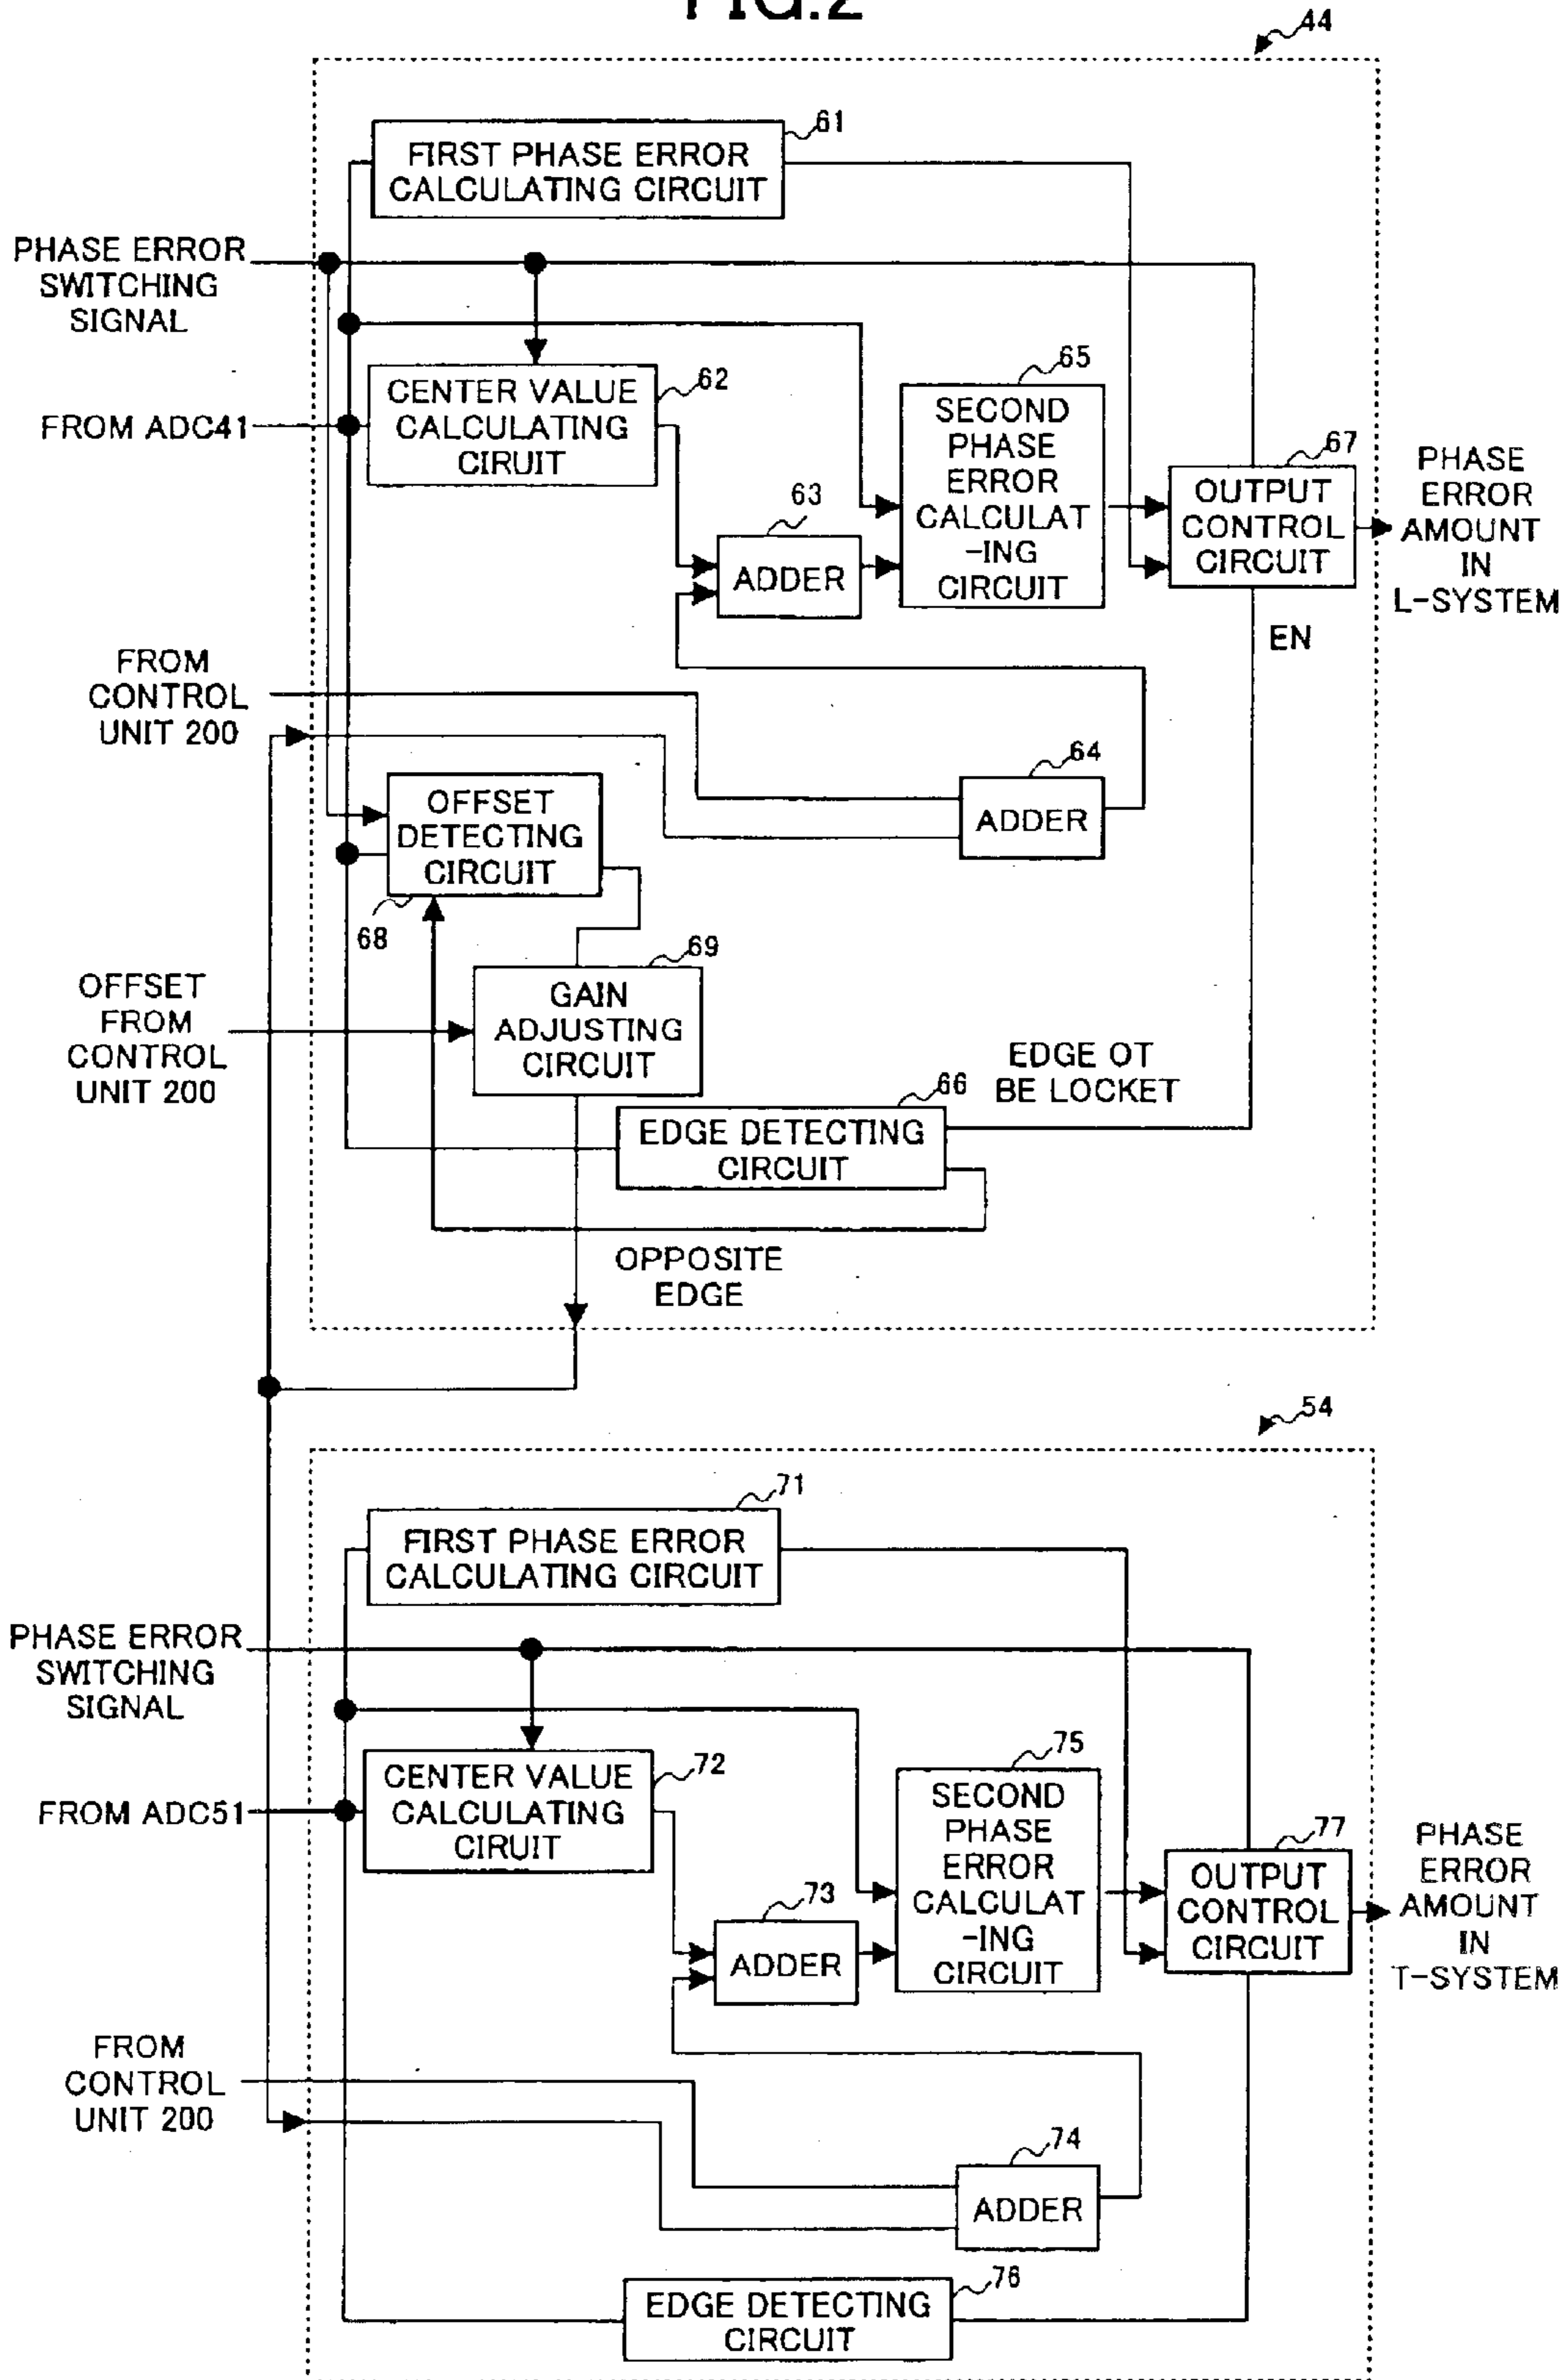 FIG.2
44
61
FIRST PHASE ERROR
CALCULATING CIRCUIT
PHASE ERROR
SWITCHING
SIGNAL
62
CENTER VALUE
CALCULATING
CIRUIT
FROM ADC41
65
SECOND
PHASE
ERROR
CALCULAT
-ING
CIRCUIT
63
ADDER
67
OUTPUT
CONTROL
CIRCUIT
PHASE
ERROR
AMOUNT
IN
L-SYSTEM
EN
FROM
CONTROL
UNIT 200
64
ADDER
OFFSET
DETECTING
CIRCUIT
68
69
GAIN
ADJUSTING
CIRCUIT
OFFSET
FROM
CONTROL
UNIT 200
EDGE OT
BE LOCKET
66
EDGE DETECTING
CIRCUIT
OPPOSITE
EDGE
54
71
FIRST PHASE ERROR
CALCULATING CIRCUIT
PHASE ERROR
SWITCHING
SIGNAL
72
CENTER VALUE
CALCULATING
CIRUIT
FROM ADC51
75
SECOND
PHASE
ERROR
CALCULAT
-ING
CIRCUIT
73
ADDER
77
OUTPUT
CONTROL
CIRCUIT
PHASE
ERROR
AMOUNT
IN
T-SYSTEM
FROM
CONTROL
UNIT 200
74
ADDER
76
EDGE DETECTING
CIRCUIT